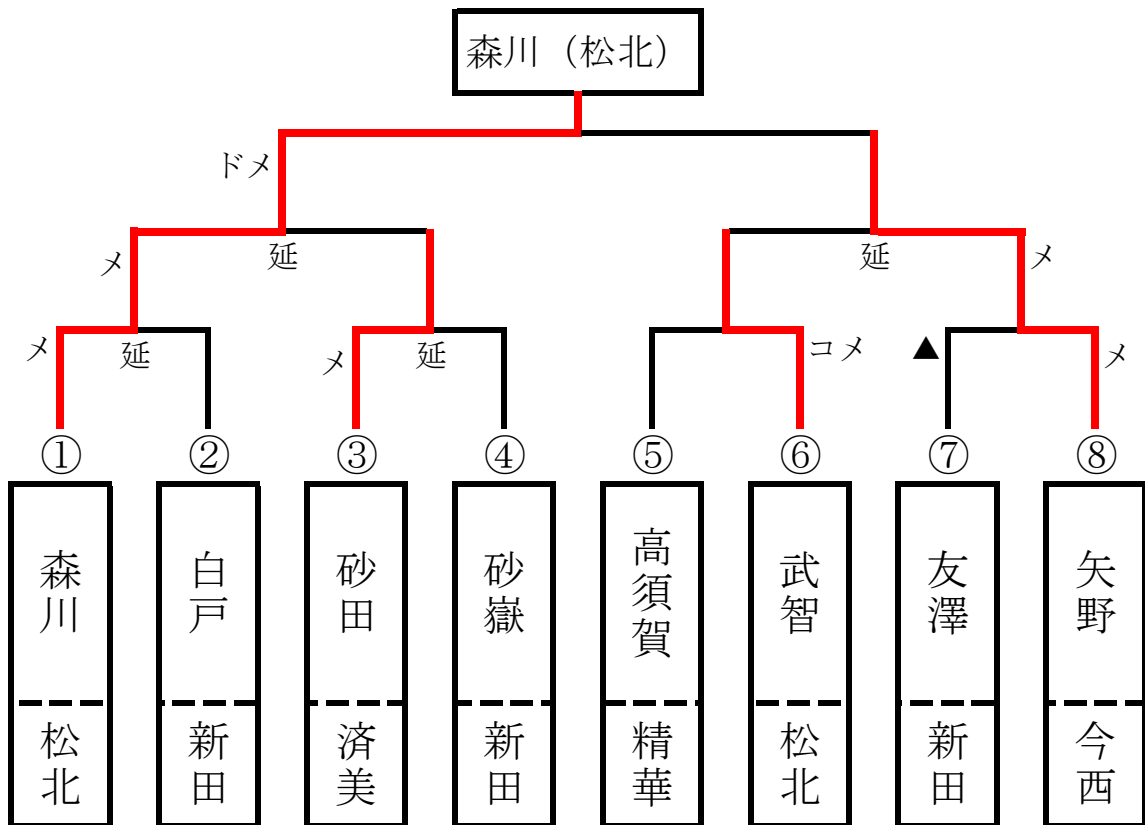 森川（松北）
ドメ
メ
延
延
メ
メ
延
メ
延
コメ
▲
メ
①
②
③
④
⑤
⑥
⑦
⑧
森川
白戸
砂田
砂嶽
高須賀
武智
友澤
矢野
松北
新田
済美
新田
精華
松北
新田
今西